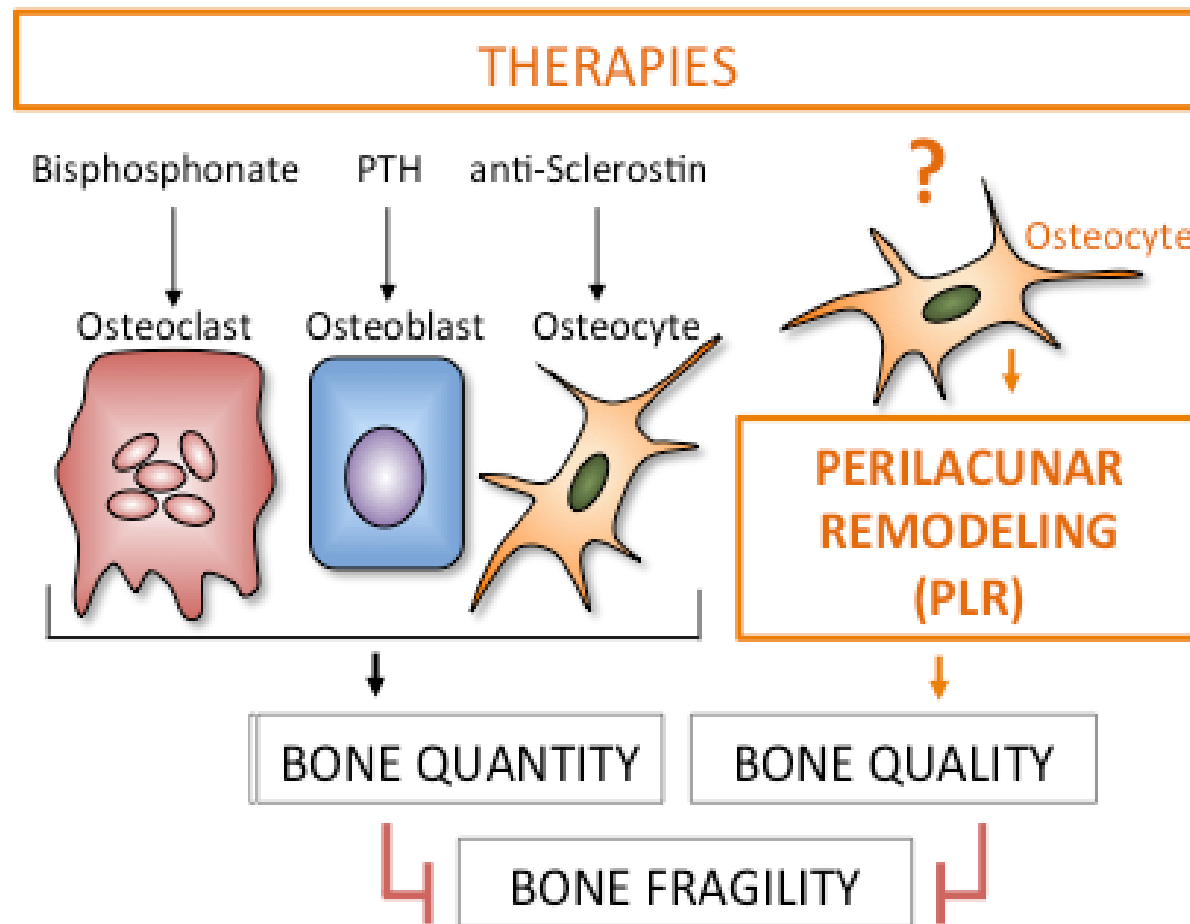 THERAPIES
Bisphosphonate PTH anti-Sclerostin ?
Osteocyte
Osteoclast Osteoblast Osteocyte
PERILACUNAR
REMODELING
(PLR)
BONE QUANTITY BONE QUALITY
BONE FRAGILITY